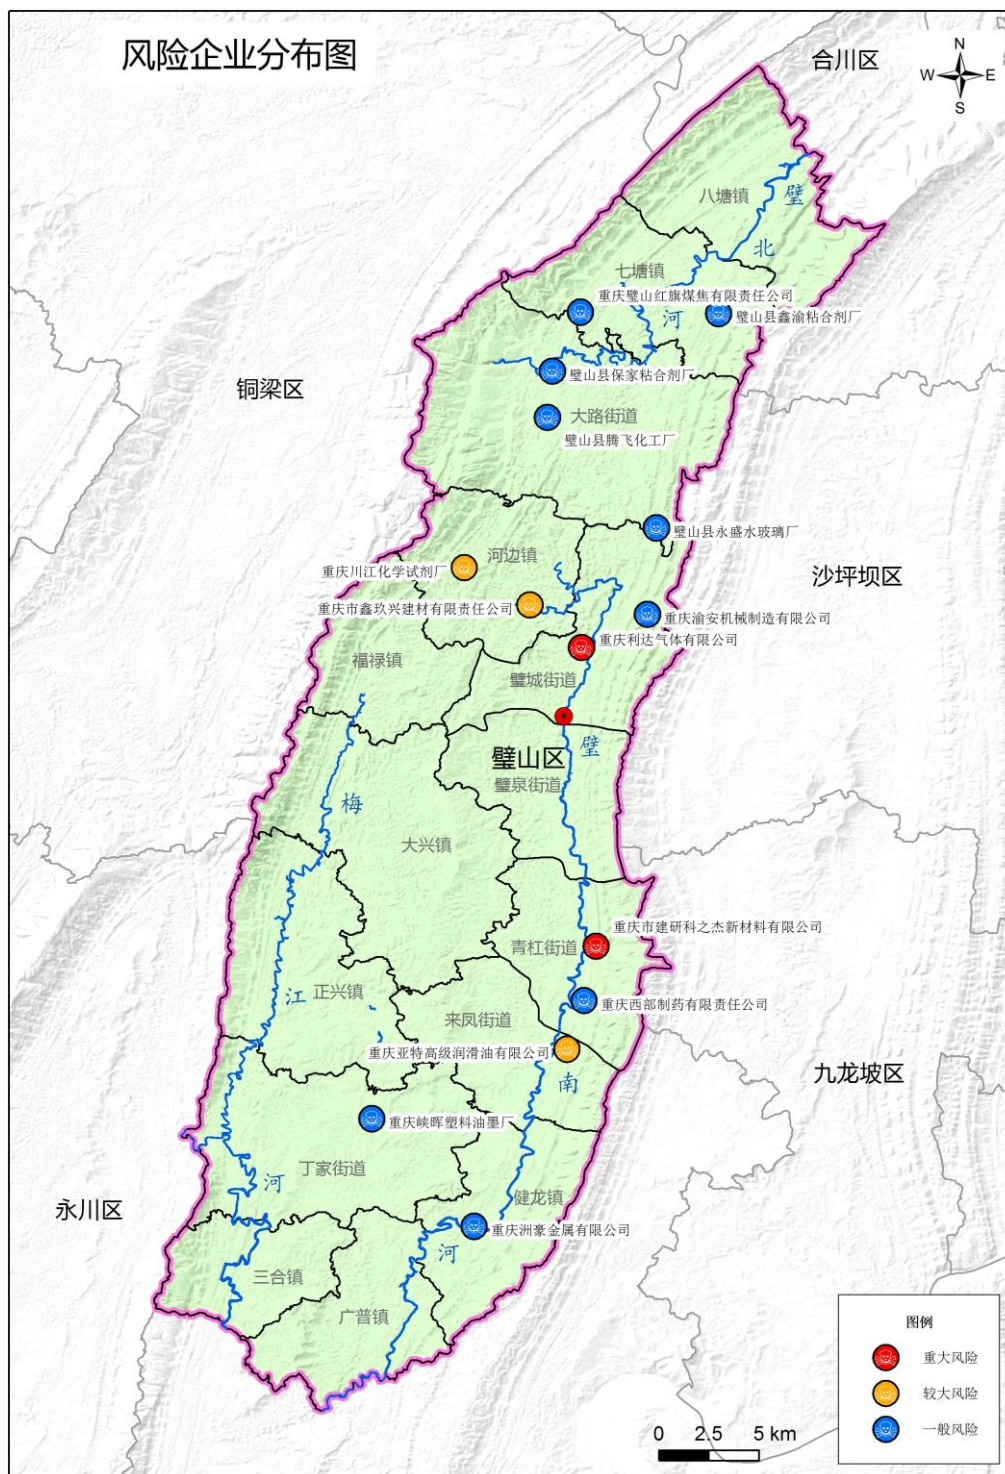 风险企业分布图
合川区
N
W
E
S
八塘镇
璧
北
七塘镇
重庆璧山红旗煤焦有限责任公司
河
璧山县鑫渝粘合剂厂
璧山县保家粘合剂厂
铜梁区
大路街道
璧山县腾飞化工厂
璧山县永盛水玻璃厂
河边镇
重庆川江化学试剂厂
沙坪坝区
重庆市鑫玖兴建材有限责任公司
重庆渝安机械制造有限公司
重庆利达气体有限公司
福禄镇
璧城街道
璧
璧山区
璧泉街道
梅
大兴镇
重庆市建研科之杰新材料有限公司
青杠街道
正兴镇
江
重庆西部制药有限责任公司
来凤街道
重庆亚特高级润滑油有限公司
九龙坡区
南
重庆峡晖塑料油墨厂
丁家街道
河
健龙镇
永川区
重庆洲豪金属有限公司
河
三合镇
广普镇
图例
重大风险
较大风险
一般风险
0 2.5 5 km